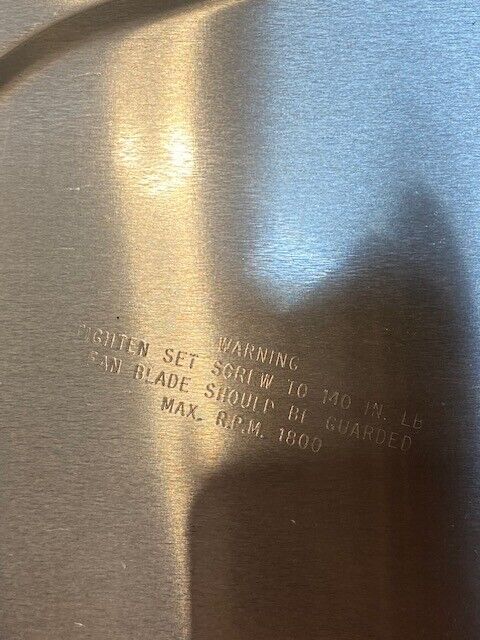 WARNING
TIGHTEN SET SCREW TO 140 IN. LB
FAN BLADE SHOULD BE GUARDED
MAX. R.P.M. 1800